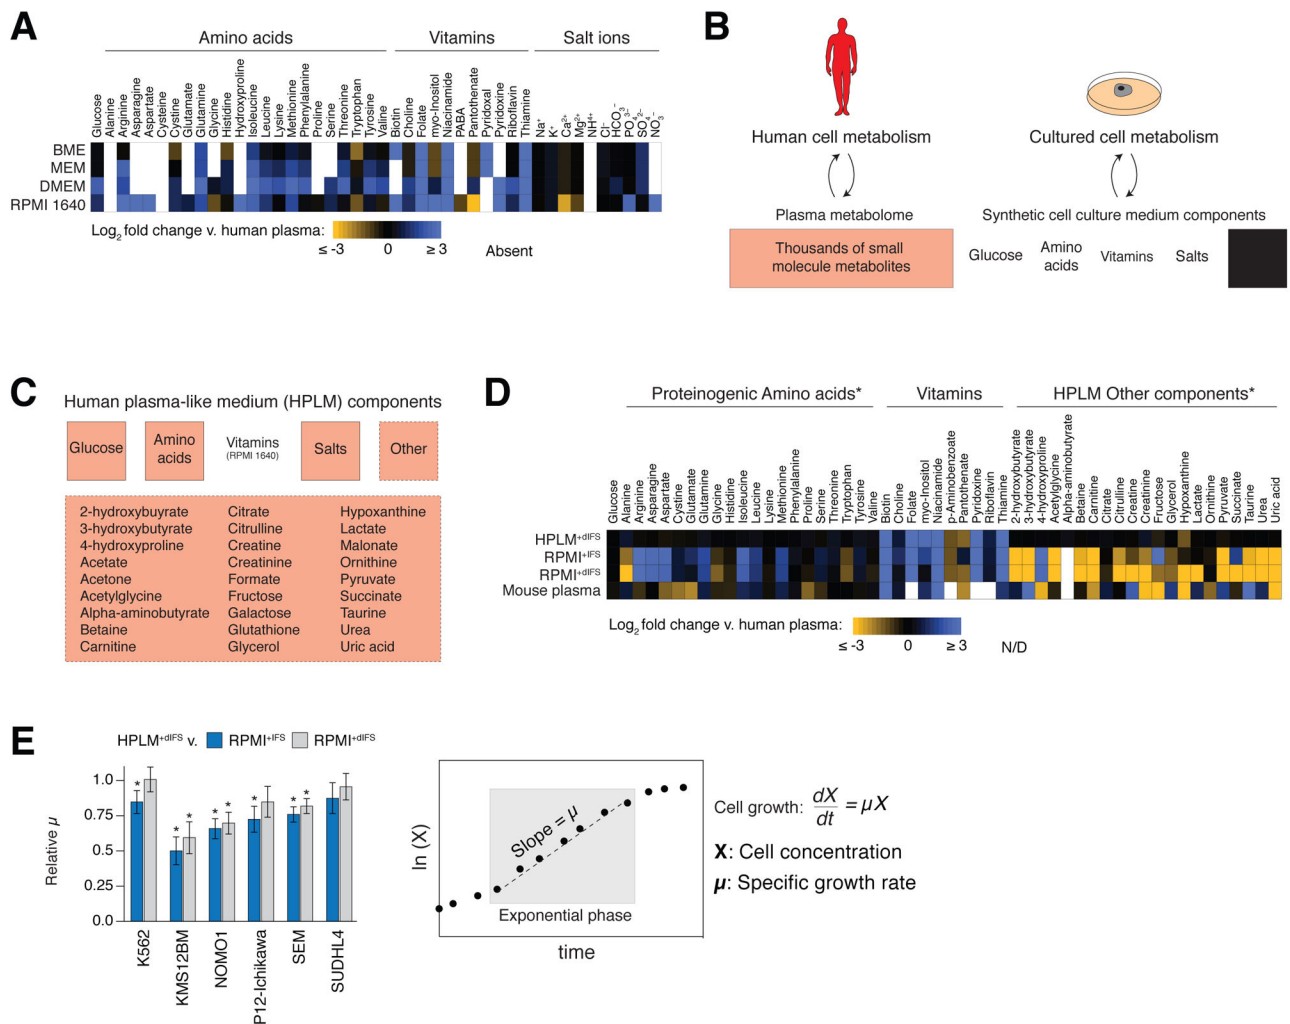 A
Amino acids
Vitamins
Salt ions
Glucose
Alanine
Arginine
Asparagine
Aspartate
Cysteine
Cystine
Glutamate
Glutamine
Glycine
Histidine
Hydroxyproline
Isoleucine
Leucine
Lysine
Methionine
Phenylalanine
Proline
Serine
Threonine
Tryptophan
Tyrosine
Valine
Biotin
Choline
Folate
myo-Inositol
Niacinamide
PABA
Pantothenate
Pyridoxal
Pyridoxine
Riboflavin
Thiamine
Na⁺
K⁺
Ca²⁺
Mg²⁺
NH⁴⁺
Cl⁻
HCO₃⁻
PO₄³⁻
SO₄²⁻
NO₃⁻
BME
MEM
DMEM
RPMI 1640
Log₂ fold change v. human plasma:
≤ -3 0 ≥ 3
Absent
B
Human cell metabolism
Cultured cell metabolism
Plasma metabolome
Synthetic cell culture medium components
Thousands of small
molecule metabolites
Glucose
Amino
acids
Vitamins
Salts
C
Human plasma-like medium (HPLM) components
Glucose
Amino
acids
Vitamins
(RPMI 1640)
Salts
Other
2-hydroxybuyrate
3-hydroxybutyrate
4-hydroxyproline
Acetate
Acetone
Acetylglycine
Alpha-aminobutyrate
Betaine
Carnitine
Citrate
Citrulline
Creatine
Creatinine
Formate
Fructose
Galactose
Glutathione
Glycerol
Hypoxanthine
Lactate
Malonate
Ornithine
Pyruvate
Succinate
Taurine
Urea
Uric acid
D
Proteinogenic Amino acids*
Vitamins
HPLM Other components*
Glucose
Alanine
Arginine
Asparagine
Aspartate
Cystine
Glutamate
Glutamine
Glycine
Histidine
Isoleucine
Leucine
Lysine
Methionine
Phenylalanine
Proline
Serine
Threonine
Tryptophan
Tyrosine
Valine
Biotin
Choline
Folate
myo-Inositol
Niacinamide
p-Aminobenzoate
Pantothenate
Pyridoxine
Riboflavin
Thiamine
2-hydroxybutyrate
3-hydroxybutyrate
4-hydroxyproline
Acetylglycine
Alpha-aminobutyrate
Betaine
Carnitine
Citrate
Citrulline
Creatine
Creatinine
Fructose
Glycerol
Hypoxanthine
Lactate
Ornithine
Pyruvate
Succinate
Taurine
Urea
Uric acid
HPLM⁺ᵈᴵᶠˢ
RPMI⁺ᴵᶠˢ
RPMI⁺ᵈᴵᶠˢ
Mouse plasma
Log₂ fold change v. human plasma:
≤ -3 0 ≥ 3
N/D
E
HPLM⁺ᵈᴵᶠˢ v. RPMI⁺ᴵᶠˢ RPMI⁺ᵈᴵᶠˢ
Relative μ
1.0
0.75
0.5
0.25
0.0
* * * * * * * *
K562
KMS12BM
NOMO1
P12-Ichikawa
SEM
SUDHL4
ln (X)
Slope = μ
Exponential phase
time
Cell growth: dX/dt = μX
X: Cell concentration
μ: Specific growth rate